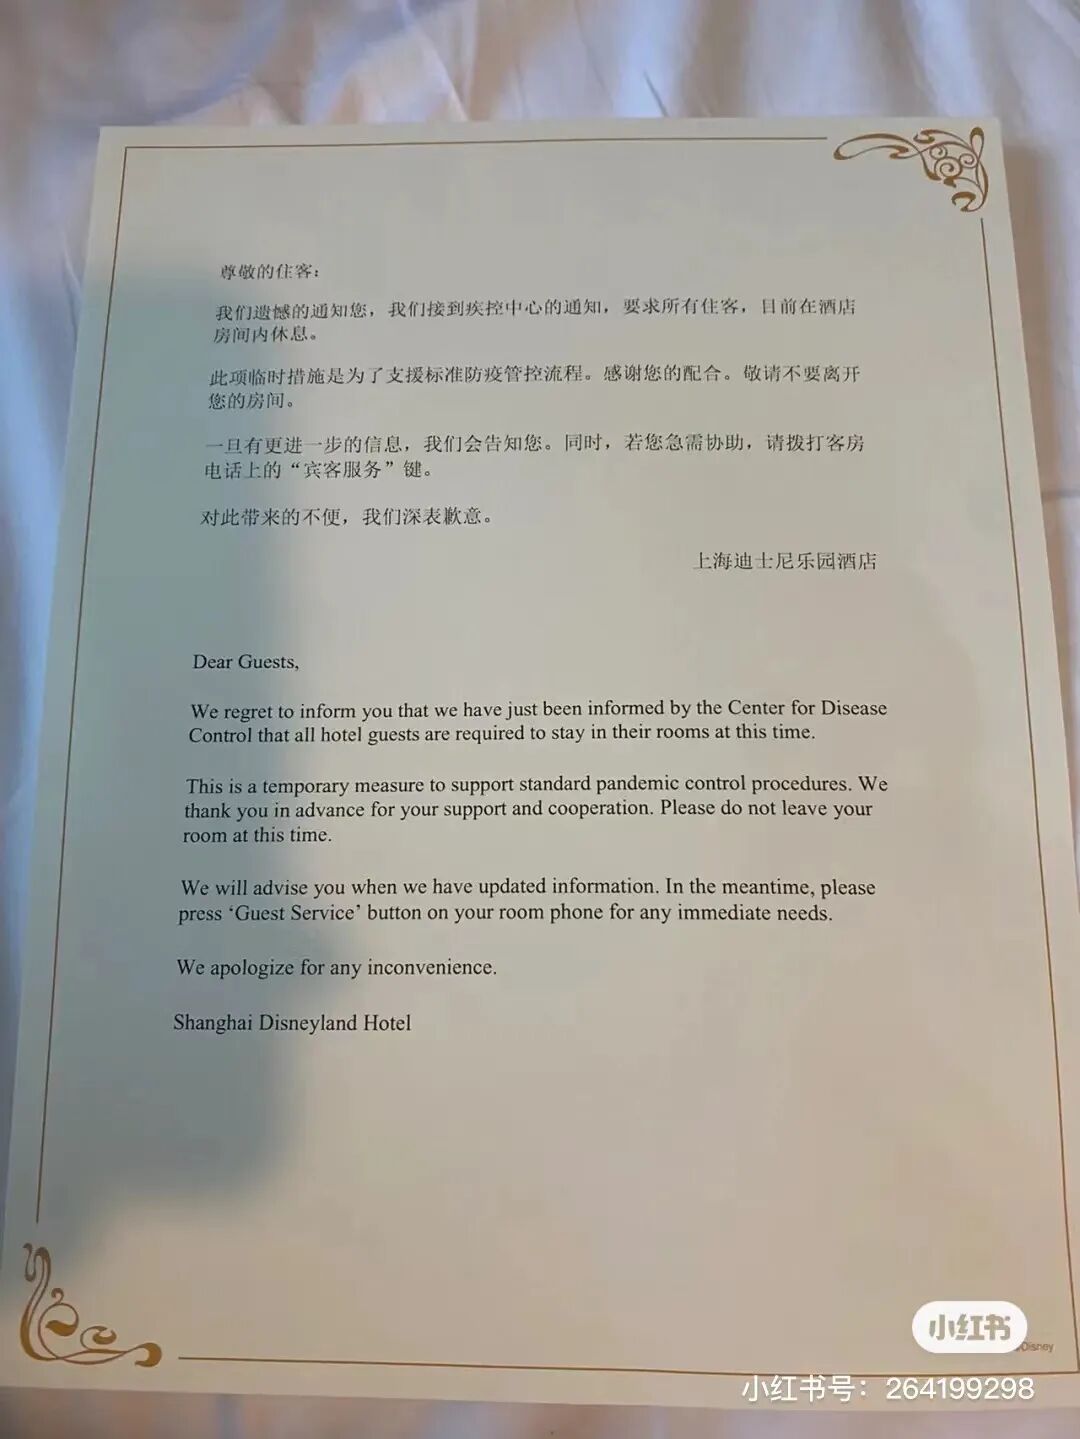 尊敬的住客：
我们遗憾的通知您，我们接到疾控中心的通知，要求所有住客，目前在酒店
房间内休息。
此项临时措施是为了支援标准防疫管控流程。感谢您的配合。敬请不要离开
您的房间。
一旦有更进一步的信息，我们会告知您。同时，若您急需协助，请拨打客房
电话上的“宾客服务”键。
对此带来的不便，我们深表歉意。
上海迪士尼乐园酒店
Dear Guests,
We regret to inform you that we have just been informed by the Center for Disease
Control that all hotel guests are required to stay in their rooms at this time.
This is a temporary measure to support standard pandemic control procedures. We
thank you in advance for your support and cooperation. Please do not leave your
room at this time.
We will advise you when we have updated information. In the meantime, please
press ‘Guest Service’ button on your room phone for any immediate needs.
We apologize for any inconvenience.
Shanghai Disneyland Hotel
小红书
©Disney
小红书号：264199298